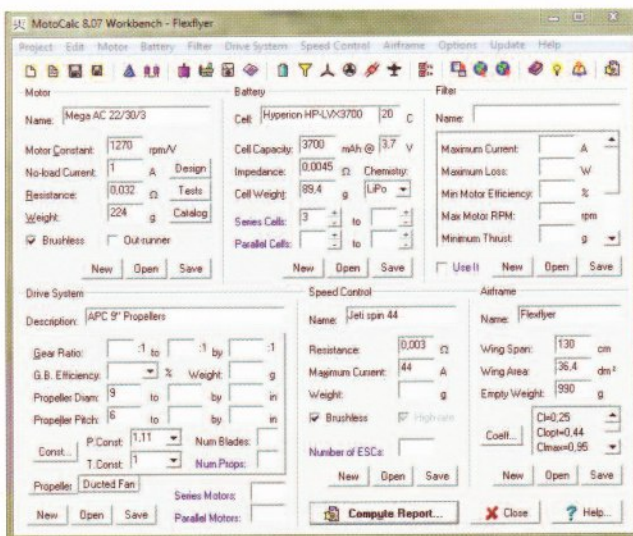 MotoCalc 8.07 Workbench - Flexflyer
Project Edit Motor Battery Filter Drive System Speed Control Airframe Options Update Help
Motor
Name: Mega AC 22/30/3
Motor Constant: 1270 rpm/V
No-load Current: 1 A Design
Resistance: 0,032 Ω Tests
Weight: 224 g Catalog
Brushless Out-runner
New Open Save
Battery
Cell: Hyperion HP-LVX3700 20 C
Cell Capacity: 3700 mAh @ 3,7 V
Impedance: 0,0045 Ω Chemistry:
Cell Weight: 89,4 g LiPo
Series Cells: 3 to
Parallel Cells: to
New Open Save
Filter
Name:
Maximum Current: A
Maximum Loss: W
Min Motor Efficiency: %
Max Motor RPM: rpm
Minimum Thrust: g
Use It New Open Save
Drive System
Description: APC 9" Propellers
Gear Ratio: :1 to :1 by :1
G.B. Efficiency: % Weight: g
Propeller Diam: 9 to by in
Propeller Pitch: 6 to by in
Const... P.Const: 1,11 Num Blades:
T.Const: 1 Num Props:
Propeller Ducted Fan
Series Motors:
New Open Save Parallel Motors:
Speed Control
Name: Jeti spin 44
Resistance: 0,003 Ω
Maximum Current: 44 A
Weight: g
Brushless High rate
Number of ESCs:
New Open Save
Airframe
Name: Flexflyer
Wing Span: 130 cm
Wing Area: 36,4 dm²
Empty Weight: 990 g
Coeff... Cl=0,25
Clopt=0,44
Clmax=0,95
New Open Save
Compute Report... Close Help...